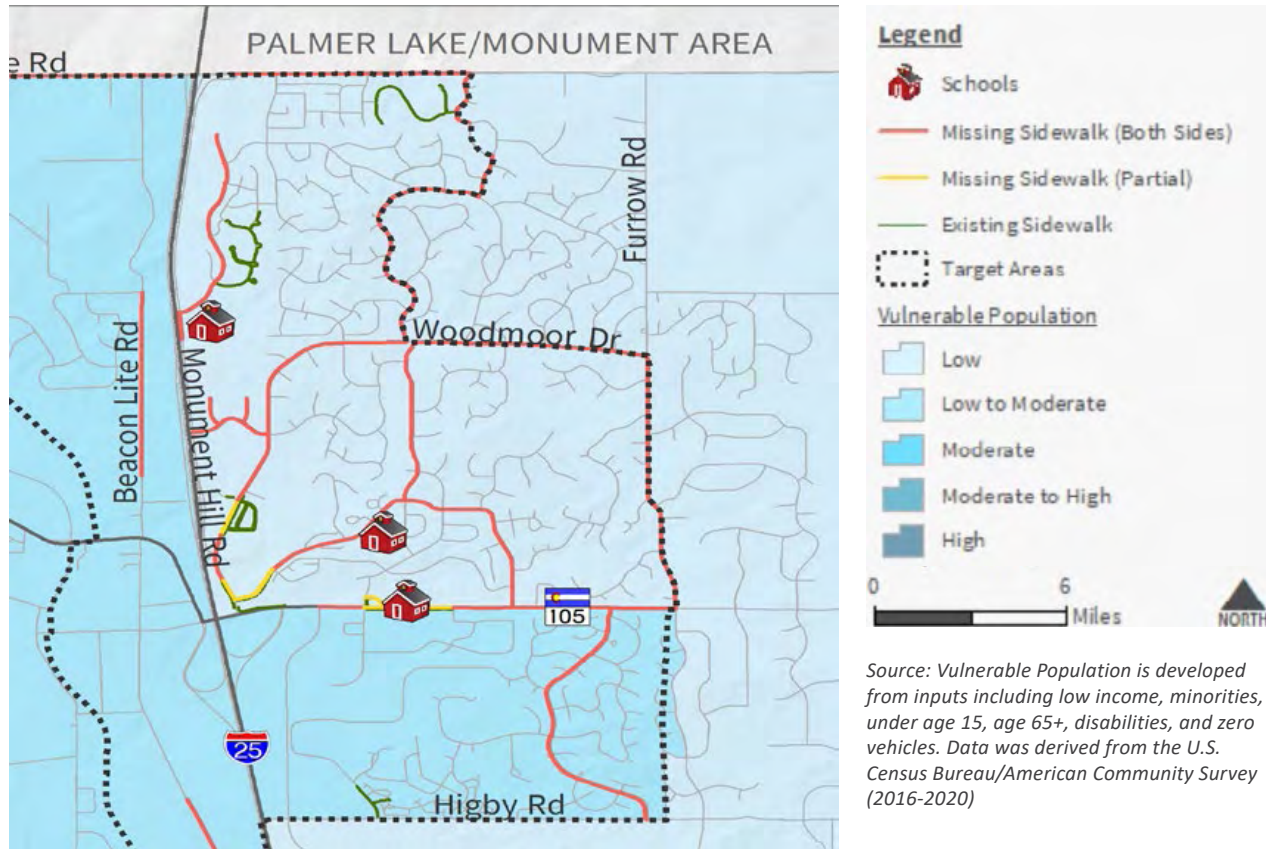 PALMER LAKE/MONUMENT AREA
e Rd
Furrow Rd
Woodmoor Dr
Beacon Lite Rd
Monument Hill Rd
105
25
Higby Rd
Legend
Schools
Missing Sidewalk (Both Sides)
Missing Sidewalk (Partial)
Existing Sidewalk
Target Areas
Vulnerable Population
Low
Low to Moderate
Moderate
Moderate to High
High
0 6
Miles
NORTH
Source: Vulnerable Population is developed
from inputs including low income, minorities,
under age 15, age 65+, disabilities, and zero
vehicles. Data was derived from the U.S.
Census Bureau/American Community Survey
(2016-2020)